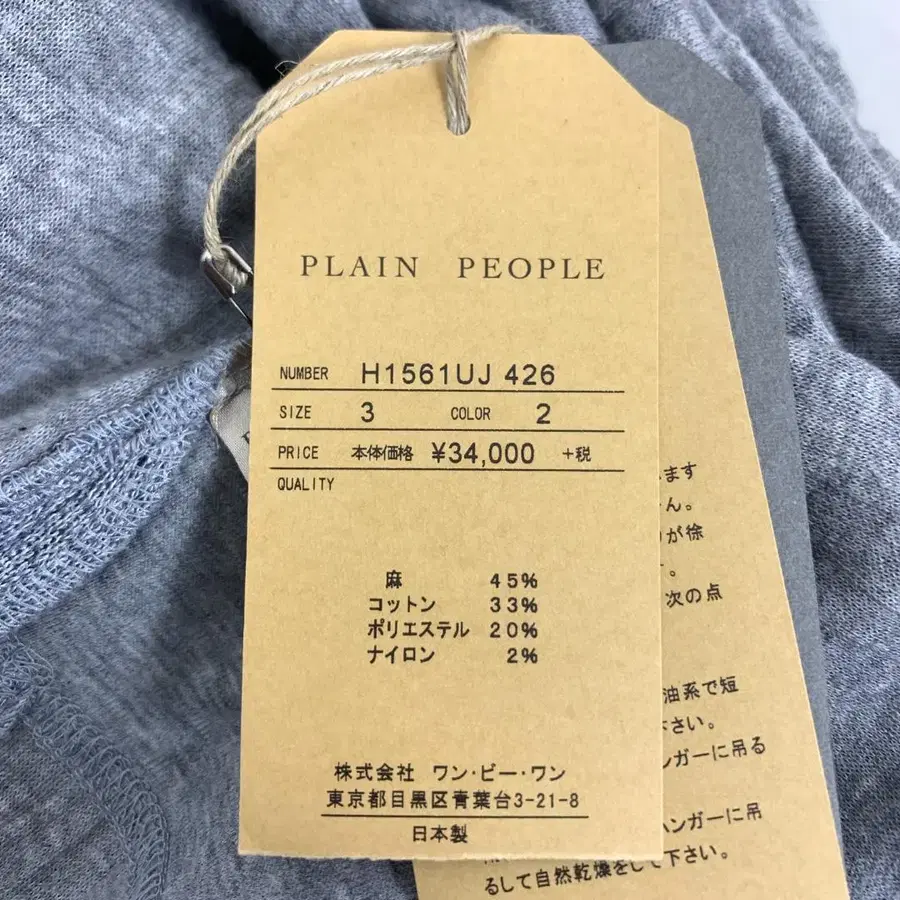 PLAIN PEOPLE
NUMBER H1561UJ 426
SIZE 3 COLOR 2
PRICE 本体価格 ¥34,000 +税
QUALITY
麻 45%
コットン 33%
ポリエステル 20%
ナイロン 2%
株式会社 ワン・ビー・ワン
東京都目黒区青葉台3-21-8
日本製
ます
ん。
が徐
。
次の点
油系で短
さい。
ンガーに吊る
ハンガーに吊
るして自然乾燥をして下さい。